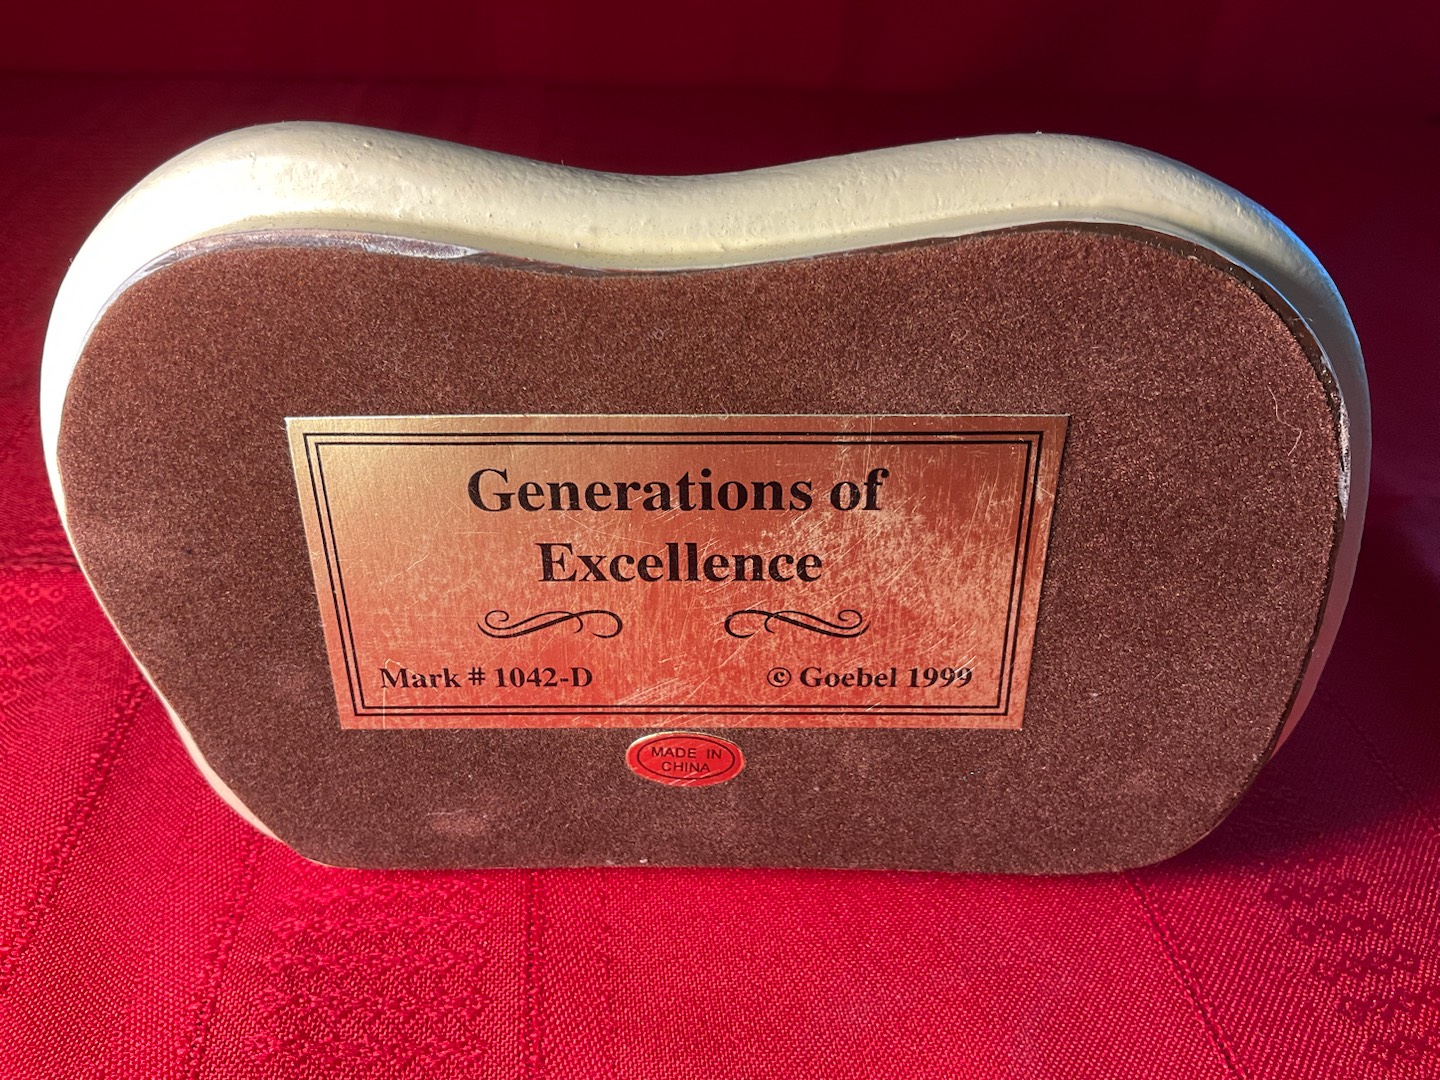 Generations of
Excellence
Mark # 1042-D © Goebel 1999
MADE IN
CHINA